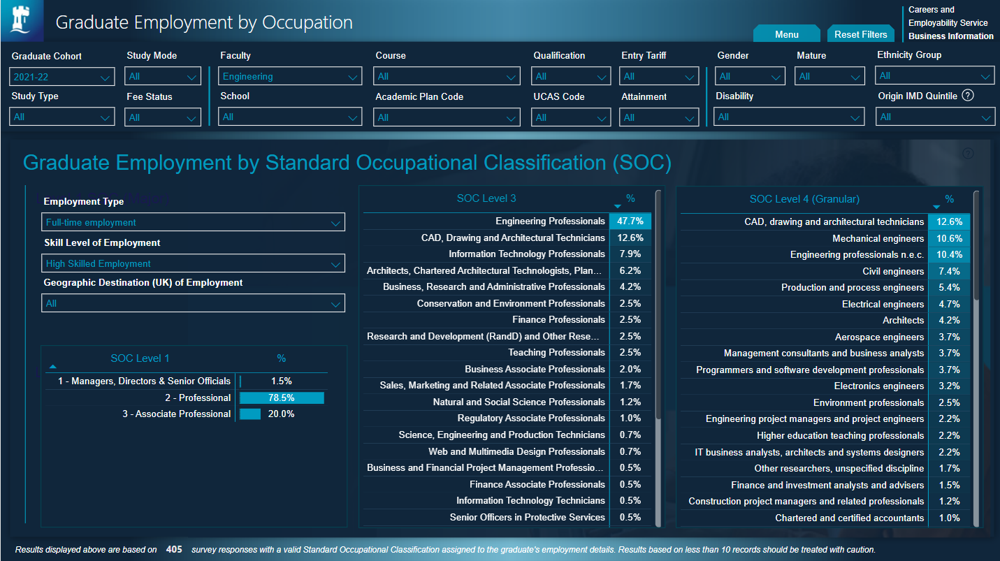 Graduate Employment by Occupation
Menu
Reset Filters
Careers and
Employability Service
Business Information
Graduate Cohort
2021-22
Study Mode
All
Faculty
Engineering
Course
All
Qualification
All
Entry Tariff
All
Gender
All
Mature
All
Ethnicity Group
All
Study Type
All
Fee Status
All
School
All
Academic Plan Code
All
UCAS Code
All
Attainment
All
Disability
All
Origin IMD Quintile ?
All
Graduate Employment by Standard Occupational Classification (SOC)
?
Employment Type
Full-time employment
Skill Level of Employment
High Skilled Employment
Geographic Destination (UK) of Employment
All
SOC Level 1 %
1 - Managers, Directors & Senior Officials 1.5%
2 - Professional 78.5%
3 - Associate Professional 20.0%
SOC Level 3 %
Engineering Professionals 47.7%
CAD, Drawing and Architectural Technicians 12.6%
Information Technology Professionals 7.9%
Architects, Chartered Architectural Technologists, Plan... 6.2%
Business, Research and Administrative Professionals 4.2%
Conservation and Environment Professionals 2.5%
Finance Professionals 2.5%
Research and Development (RandD) and Other Rese... 2.5%
Teaching Professionals 2.5%
Business Associate Professionals 2.0%
Sales, Marketing and Related Associate Professionals 1.7%
Natural and Social Science Professionals 1.2%
Regulatory Associate Professionals 1.0%
Science, Engineering and Production Technicians 0.7%
Web and Multimedia Design Professionals 0.7%
Business and Financial Project Management Professio... 0.5%
Finance Associate Professionals 0.5%
Information Technology Technicians 0.5%
Senior Officers in Protective Services 0.5%
SOC Level 4 (Granular) %
CAD, drawing and architectural technicians 12.6%
Mechanical engineers 10.6%
Engineering professionals n.e.c. 10.4%
Civil engineers 7.4%
Production and process engineers 5.4%
Electrical engineers 4.7%
Architects 4.2%
Aerospace engineers 3.7%
Management consultants and business analysts 3.7%
Programmers and software development professionals 3.7%
Electronics engineers 3.2%
Environment professionals 2.5%
Engineering project managers and project engineers 2.2%
Higher education teaching professionals 2.2%
IT business analysts, architects and systems designers 2.2%
Other researchers, unspecified discipline 1.7%
Finance and investment analysts and advisers 1.5%
Construction project managers and related professionals 1.2%
Chartered and certified accountants 1.0%
Results displayed above are based on 405 survey responses with a valid Standard Occupational Classification assigned to the graduate's employment details. Results based on less than 10 records should be treated with caution.